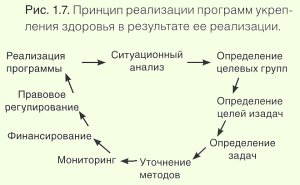 Рис. 1.7. Принцип реализации программ укреп-
ления здоровья в результате ее реализации.
Реализация
программы
Ситуационный
анализ
Определение
целевых групп
Определение
целей изадач
Определение
задач
Уточнение
методов
Мониторинг
Финансирование
Правовое
регулирование